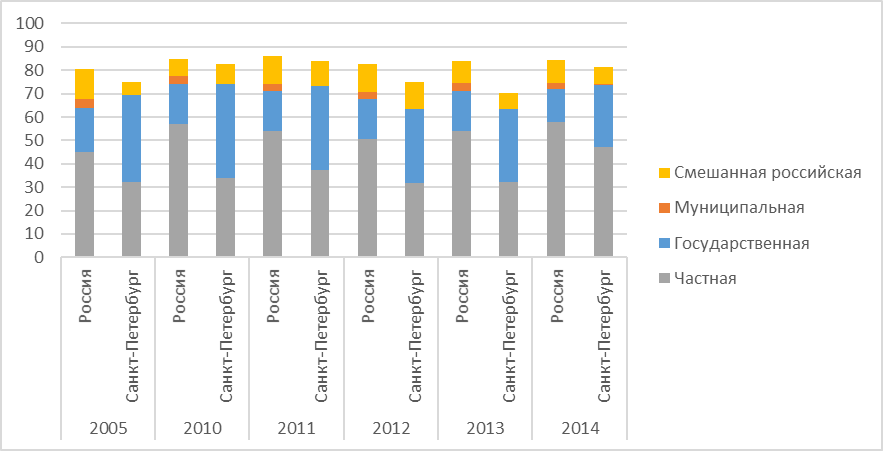 100
90
80
70
60
50
40
30
20
10
0
Россия
Санкт-Петербург
Россия
Санкт-Петербург
Россия
Санкт-Петербург
Россия
Санкт-Петербург
Россия
Санкт-Петербург
Россия
Санкт-Петербург
2005
2010
2011
2012
2013
2014
Смешанная российская
Муниципальная
Государственная
Частная